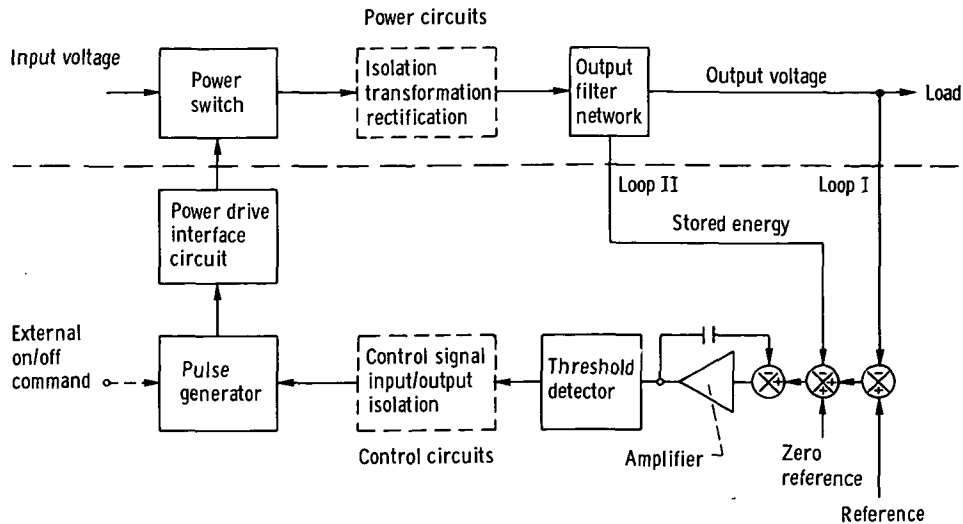 Power circuits
Input voltage
Power
switch
Isolation
transformation
rectification
Output
filter
network
Output voltage
Load
Loop II
Loop I
Power drive
interface
circuit
Stored energy
External
on/off
command
Pulse
generator
Control signal
input/output
isolation
Threshold
detector
−
+
−
+
+
−
+
Control circuits
Amplifier
Zero
reference
Reference